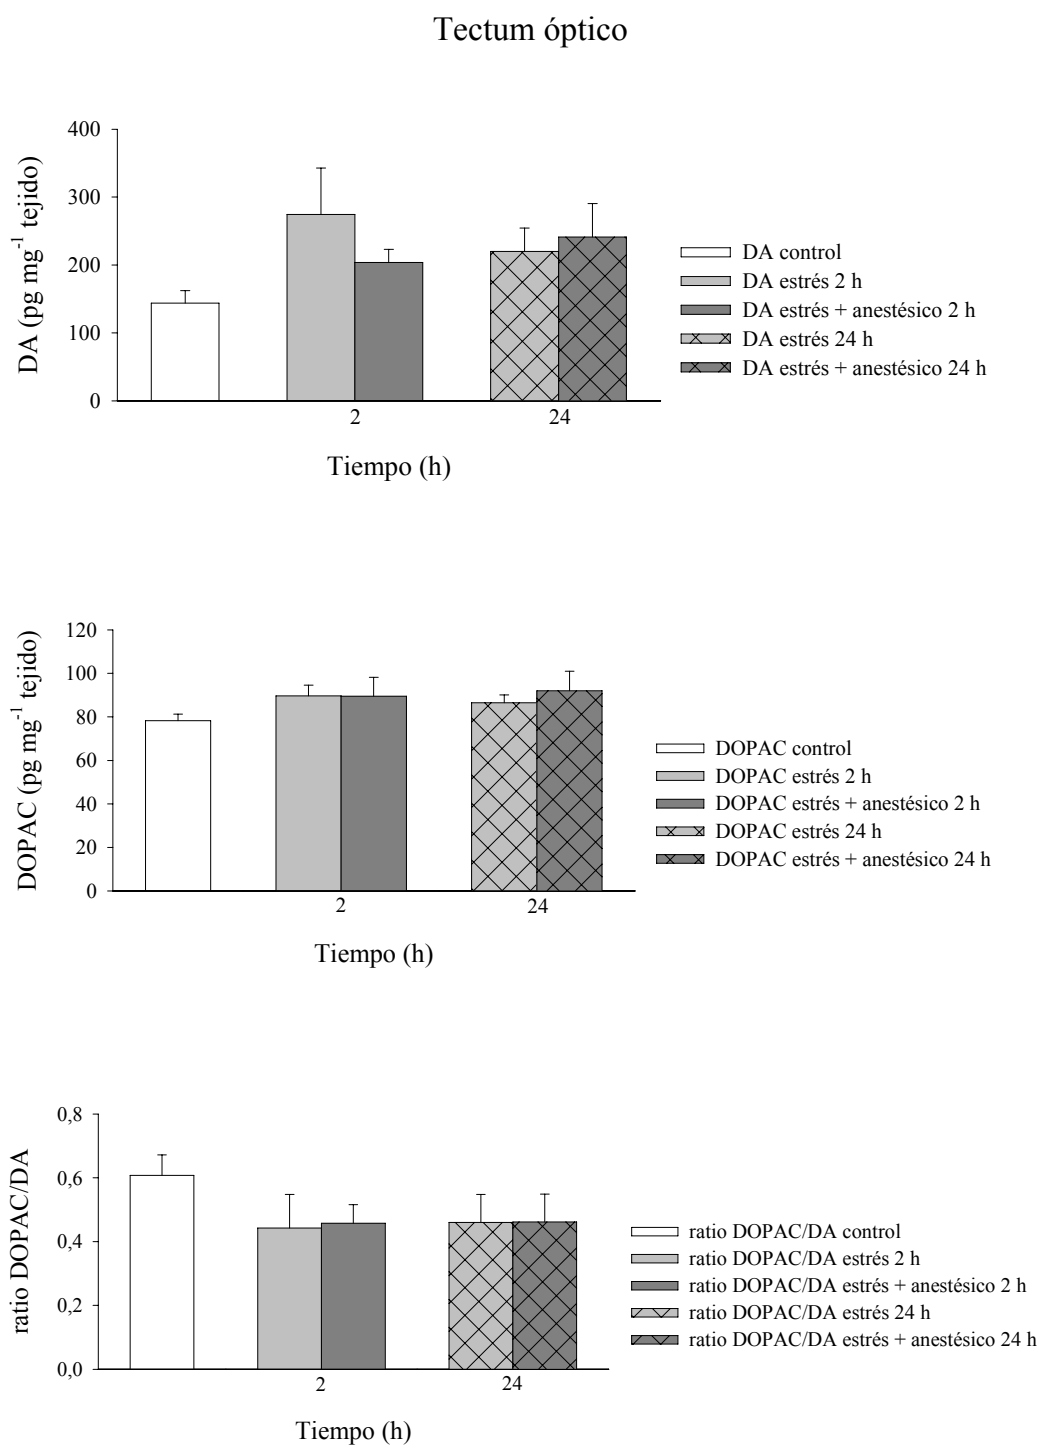 Tectum óptico
DA (pg mg-1 tejido)
400
300
200
100
0
2
24
Tiempo (h)
DA control
DA estrés 2 h
DA estrés + anestésico 2 h
DA estrés 24 h
DA estrés + anestésico 24 h
DOPAC (pg mg-1 tejido)
120
100
80
60
40
20
0
2
24
Tiempo (h)
DOPAC control
DOPAC estrés 2 h
DOPAC estrés + anestésico 2 h
DOPAC estrés 24 h
DOPAC estrés + anestésico 24 h
ratio DOPAC/DA
0,8
0,6
0,4
0,2
0,0
2
24
Tiempo (h)
ratio DOPAC/DA control
ratio DOPAC/DA estrés 2 h
ratio DOPAC/DA estrés + anestésico 2 h
ratio DOPAC/DA estrés 24 h
ratio DOPAC/DA estrés + anestésico 24 h